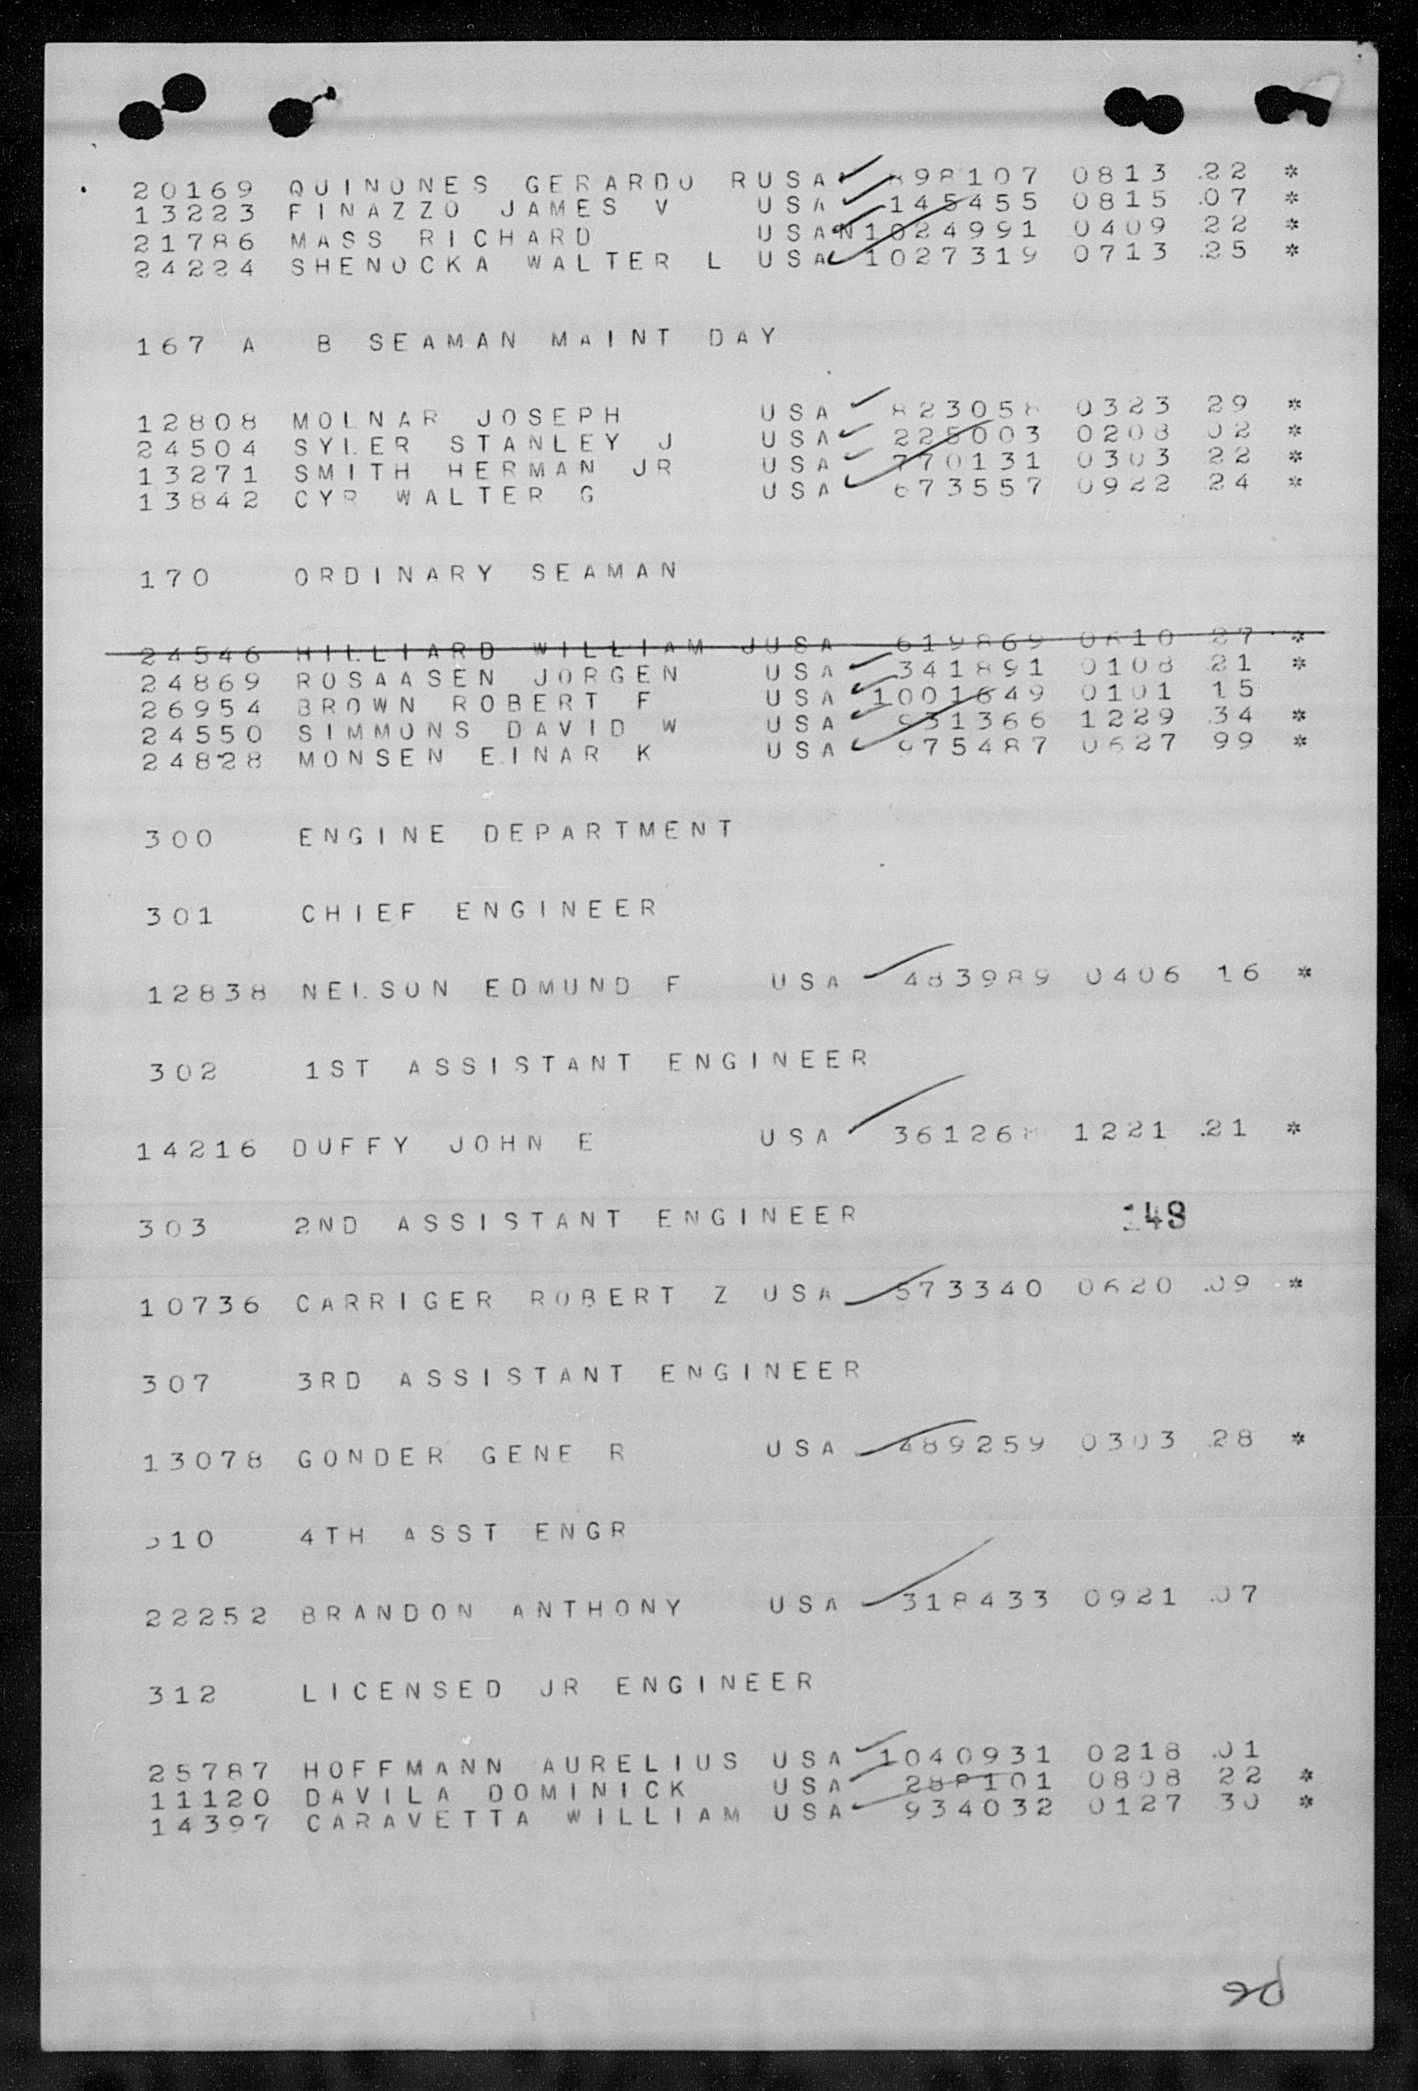 20169 QUINONES GERARDO R USA 898107 0813 22 *
13223 FINAZZO JAMES V USA 145455 0815 07 *
21786 MASS RICHARD USA N1024991 0409 22 *
24224 SHENOCKA WALTER L USA 1027319 0713 25 *
167 A B SEAMAN MAINT DAY
12808 MOLNAR JOSEPH USA 823058 0323 29 *
24504 SYLER STANLEY J USA 225003 0208 02 *
13271 SMITH HERMAN JR USA 770131 0303 22 *
13842 CYR WALTER G USA 673557 0922 24 *
170 ORDINARY SEAMAN
24546 HILLIARD WILLIAM J USA 619869 0610 27 *
24869 ROSAASEN JORGEN USA 341891 0108 21 *
26954 BROWN ROBERT F USA 1001649 0101 15
24550 SIMMONS DAVID W USA 931366 1229 34 *
24828 MONSEN EINAR K USA 975487 0627 99 *
300 ENGINE DEPARTMENT
301 CHIEF ENGINEER
12838 NELSON EDMUND F USA 483989 0406 16 *
302 1ST ASSISTANT ENGINEER
14216 DUFFY JOHN E USA 361268 1221 21 *
303 2ND ASSISTANT ENGINEER 149
10736 CARRIGER ROBERT Z USA 573340 0620 09 *
307 3RD ASSISTANT ENGINEER
13078 GONDER GENE R USA 489259 0303 28 *
310 4TH ASST ENGR
22252 BRANDON ANTHONY USA 318433 0921 07
312 LICENSED JR ENGINEER
25787 HOFFMANN AURELIUS USA 1040931 0218 01
11120 DAVILA DOMINICK USA 288101 0808 22 *
14397 CARAVETTA WILLIAM USA 934032 0127 30 *